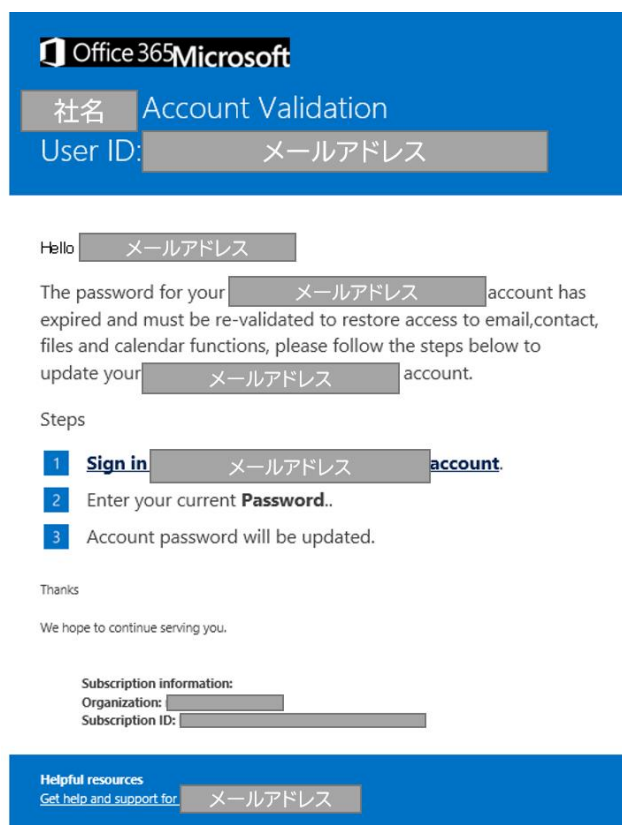 Office 365Microsoft
社名 Account Validation
User ID: メールアドレス
Hello メールアドレス
The password for your メールアドレス account has
expired and must be re-validated to restore access to email,contact,
files and calendar functions, please follow the steps below to
update your メールアドレス account.
Steps
1 Sign in メールアドレス account.
2 Enter your current Password..
3 Account password will be updated.
Thanks
We hope to continue serving you.
Subscription information:
Organization:
Subscription ID:
Helpful resources
Get help and support for メールアドレス